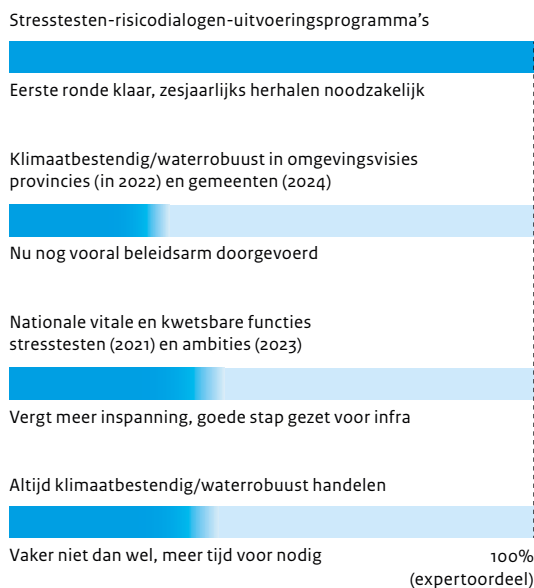 Stresstesten-risicodialogen-uitvoeringsprogramma's
Eerste ronde klaar, zesjaarlijks herhalen noodzakelijk
Klimaatbestendig/waterrobuust in omgevingsvisies
provincies (in 2022) en gemeenten (2024)
Nu nog vooral beleidsarm doorgevoerd
Nationale vitale en kwetsbare functies
stresstesten (2021) en ambities (2023)
Vergt meer inspanning, goede stap gezet voor infra
Altijd klimaatbestendig/waterrobuust handelen
Vaker niet dan wel, meer tijd voor nodig
100%
(expertoordeel)